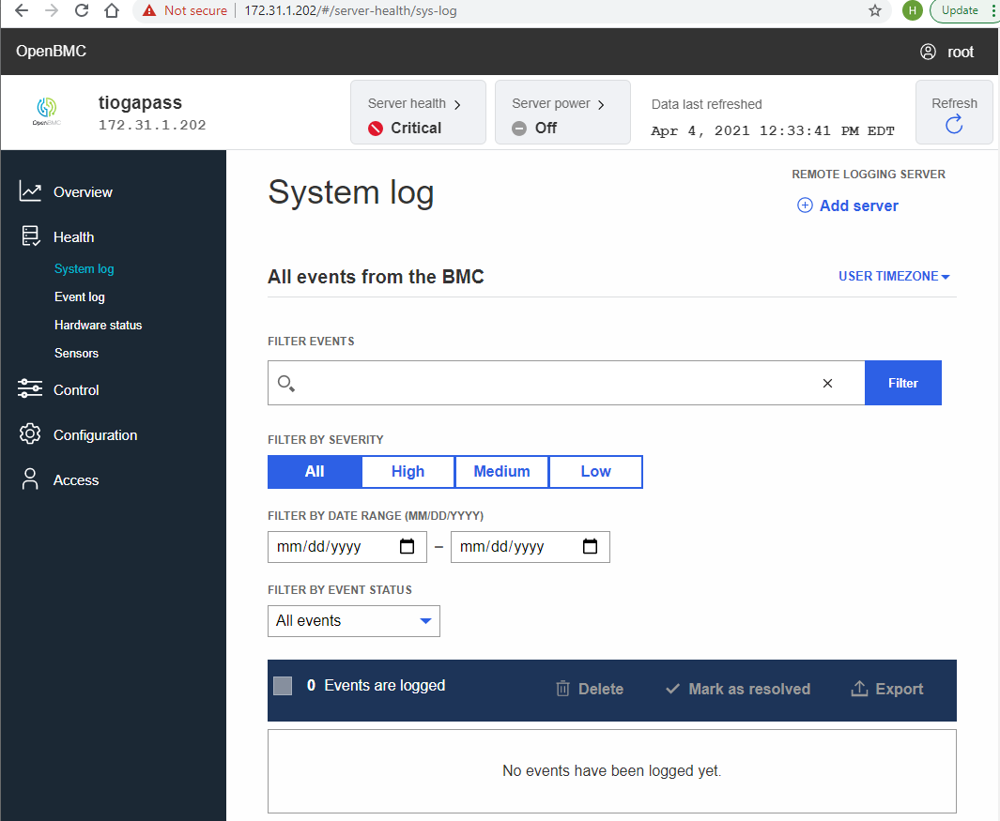 Not secure 172.31.1.202/#/server-health/sys-log H Update
OpenBMC root
OpenBMC
tiogapass
172.31.1.202
Server health
Critical
Server power
Off
Data last refreshed
Apr 4, 2021 12:33:41 PM EDT
Refresh
Overview
Health
System log
Event log
Hardware status
Sensors
Control
Configuration
Access
System log
REMOTE LOGGING SERVER
Add server
All events from the BMC
USER TIMEZONE
FILTER EVENTS
Filter
FILTER BY SEVERITY
All High Medium Low
FILTER BY DATE RANGE (MM/DD/YYYY)
mm/dd/yyyy – mm/dd/yyyy
FILTER BY EVENT STATUS
All events
0 Events are logged Delete Mark as resolved Export
No events have been logged yet.